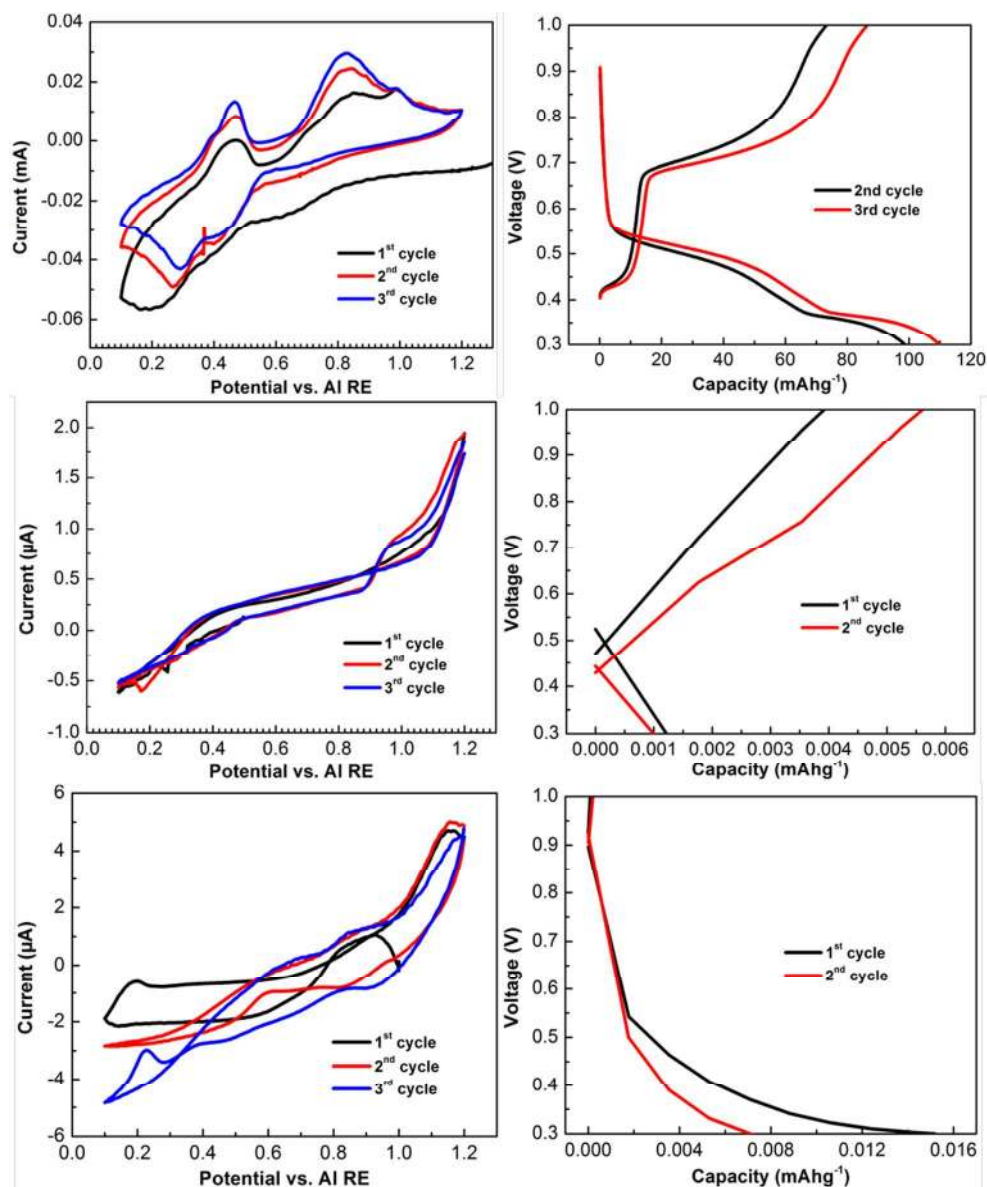 Current (mA)
0.04
0.02
0.00
-0.02
-0.04
-0.06
1st cycle
2nd cycle
3rd cycle
0.0 0.2 0.4 0.6 0.8 1.0 1.2
Potential vs. Al RE
Voltage (V)
1.0
0.9
0.8
0.7
0.6
0.5
0.4
0.3
2nd cycle
3rd cycle
0 20 40 60 80 100 120
Capacity (mAhg-1)
Current (µA)
2.0
1.5
1.0
0.5
0.0
-0.5
-1.0
1st cycle
2nd cycle
3rd cycle
0.0 0.2 0.4 0.6 0.8 1.0 1.2
Potential vs. Al RE
Voltage (V)
1.0
0.9
0.8
0.7
0.6
0.5
0.4
0.3
1st cycle
2nd cycle
0.000 0.001 0.002 0.003 0.004 0.005 0.006
Capacity (mAhg-1)
Current (µA)
6
4
2
0
-2
-4
-6
1st cycle
2nd cycle
3rd cycle
0.0 0.2 0.4 0.6 0.8 1.0 1.2
Potential vs. Al RE
Voltage (V)
1.0
0.9
0.8
0.7
0.6
0.5
0.4
0.3
1st cycle
2nd cycle
0.000 0.004 0.008 0.012 0.016
Capacity (mAhg-1)